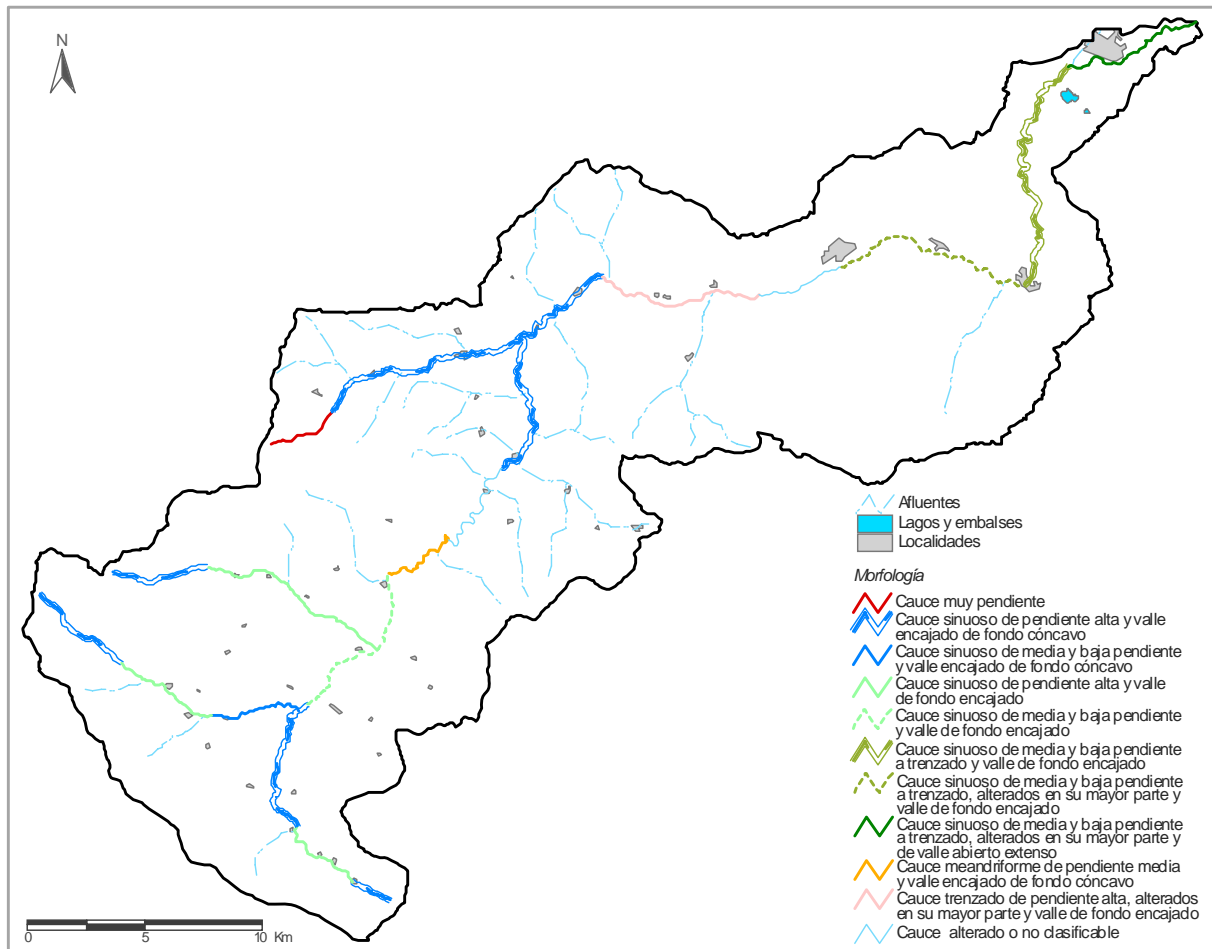 N
Afluentes
Lagos y embalses
Localidades
Morfología
Cauce muy pendiente
Cauce sinuoso de pendiente alta y valle
encajado de fondo cóncavo
Cauce sinuoso de media y baja pendiente
y valle encajado de fondo cóncavo
Cauce sinuoso de pendiente alta y valle
de fondo encajado
Cauce sinuoso de media y baja pendiente
y valle de fondo encajado
Cauce sinuoso de media y baja pendiente
a trenzado y valle de fondo encajado
Cauce sinuoso de media y baja pendiente
a trenzado, alterados en su mayor parte y
valle de fondo encajado
Cauce sinuoso de media y baja pendiente
a trenzado, alterados en su mayor parte y
de valle abierto extenso
Cauce meandriforme de pendiente media
y valle encajado de fondo cóncavo
Cauce trenzado de pendiente alta, alterados
en su mayor parte y valle de fondo encajado
Cauce alterado o no clasificable
0 5 10 Km